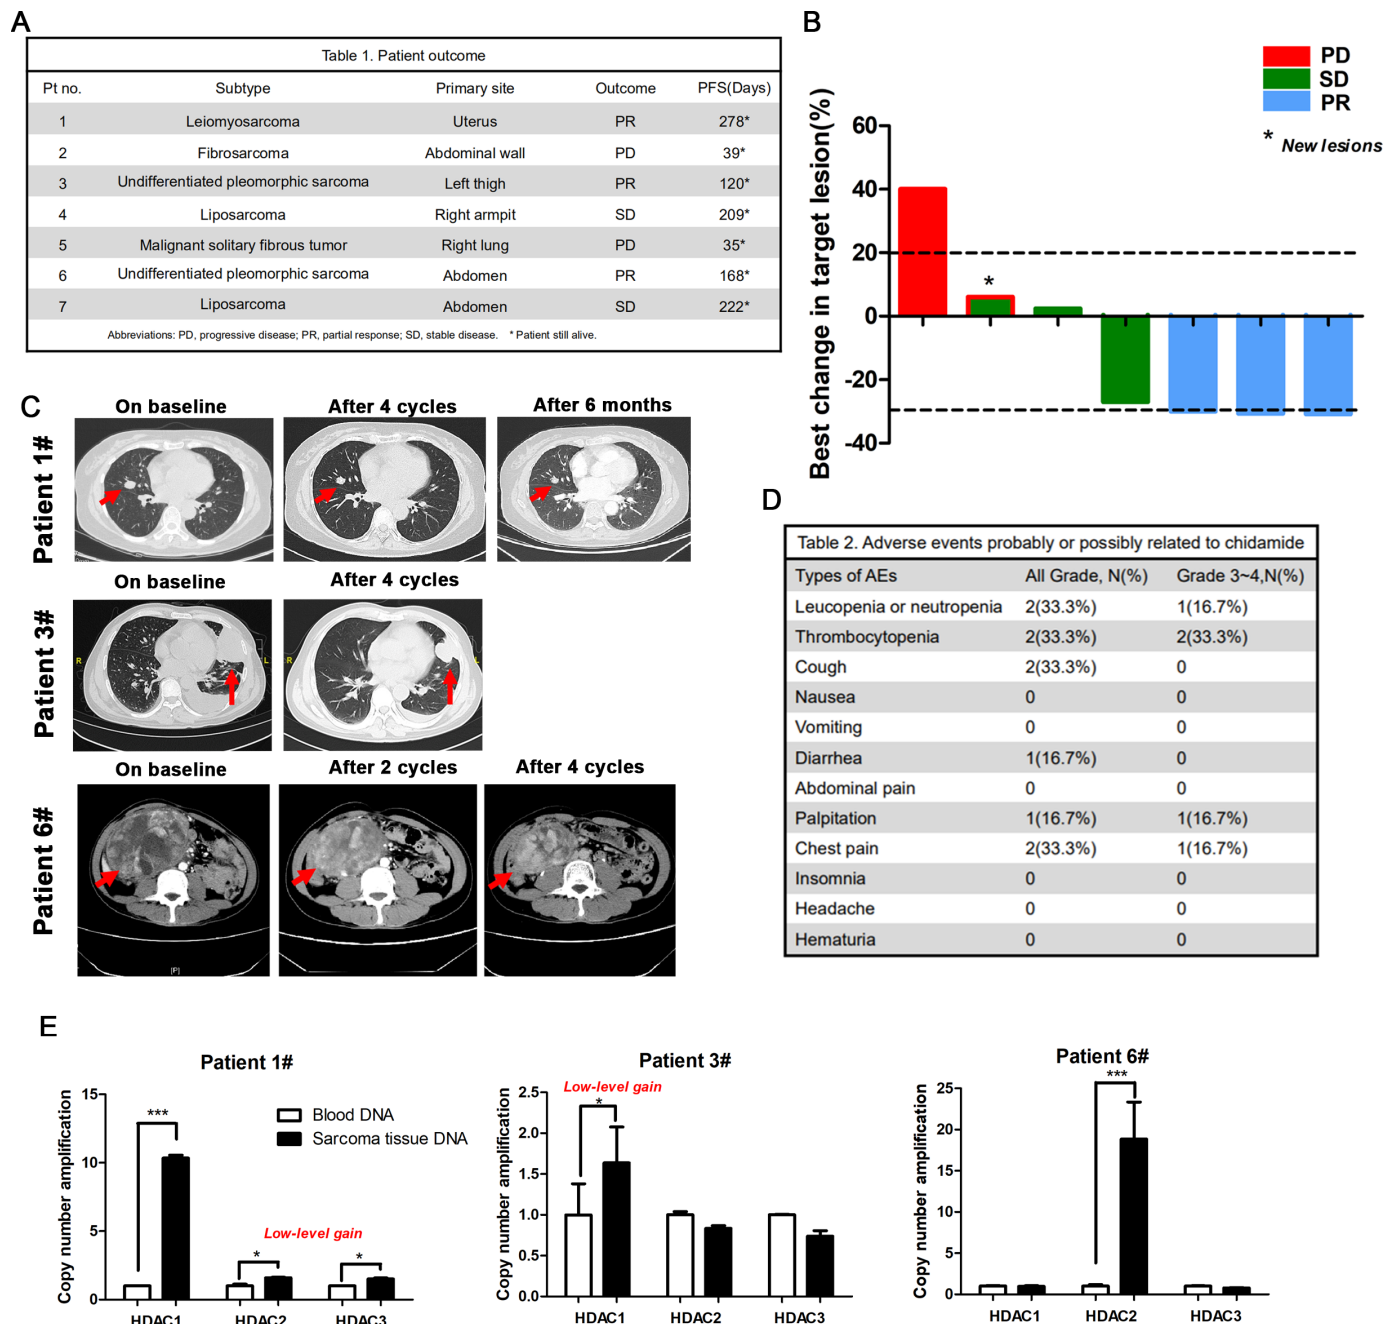 A
Table 1. Patient outcome
Pt no. Subtype Primary site Outcome PFS(Days)
1 Leiomyosarcoma Uterus PR 278*
2 Fibrosarcoma Abdominal wall PD 39*
3 Undifferentiated pleomorphic sarcoma Left thigh PR 120*
4 Liposarcoma Right armpit SD 209*
5 Malignant solitary fibrous tumor Right lung PD 35*
6 Undifferentiated pleomorphic sarcoma Abdomen PR 168*
7 Liposarcoma Abdomen SD 222*
Abbreviations: PD, progressive disease; PR, partial response; SD, stable disease. * Patient still alive.
B
PD
SD
PR
* New lesions
Best change in target lesion(%)
60
40
20
0
-20
-40
*
C
On baseline After 4 cycles After 6 months
Patient 1#
On baseline After 4 cycles
Patient 3#
R L R L
On baseline After 2 cycles After 4 cycles
Patient 6#
[P]
D
Table 2. Adverse events probably or possibly related to chidamide
Types of AEs All Grade, N(%) Grade 3~4,N(%)
Leucopenia or neutropenia 2(33.3%) 1(16.7%)
Thrombocytopenia 2(33.3%) 2(33.3%)
Cough 2(33.3%) 0
Nausea 0 0
Vomiting 0 0
Diarrhea 1(16.7%) 0
Abdominal pain 0 0
Palpitation 1(16.7%) 1(16.7%)
Chest pain 2(33.3%) 1(16.7%)
Insomnia 0 0
Headache 0 0
Hematuria 0 0
E
Patient 1#
Copy number amplification
15
10
5
0
***
Blood DNA
Sarcoma tissue DNA
Low-level gain
* *
HDAC1 HDAC2 HDAC3
Patient 3#
Copy number amplification
2.5
2.0
1.5
1.0
0.5
0.0
Low-level gain
*
HDAC1 HDAC2 HDAC3
Patient 6#
Copy number amplification
25
20
15
10
5
0
***
HDAC1 HDAC2 HDAC3